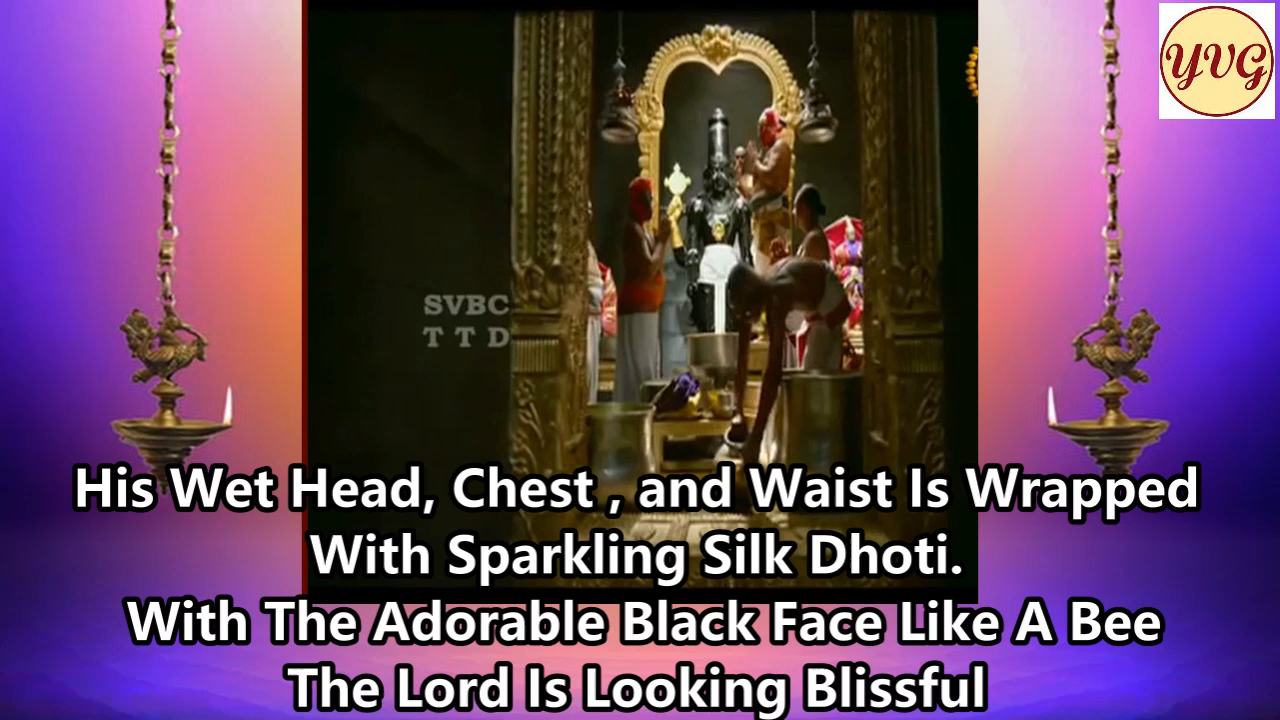 YVG
SVBC
T T D
His Wet Head, Chest , and Waist Is Wrapped
With Sparkling Silk Dhoti.
With The Adorable Black Face Like A Bee
The Lord Is Looking Blissful